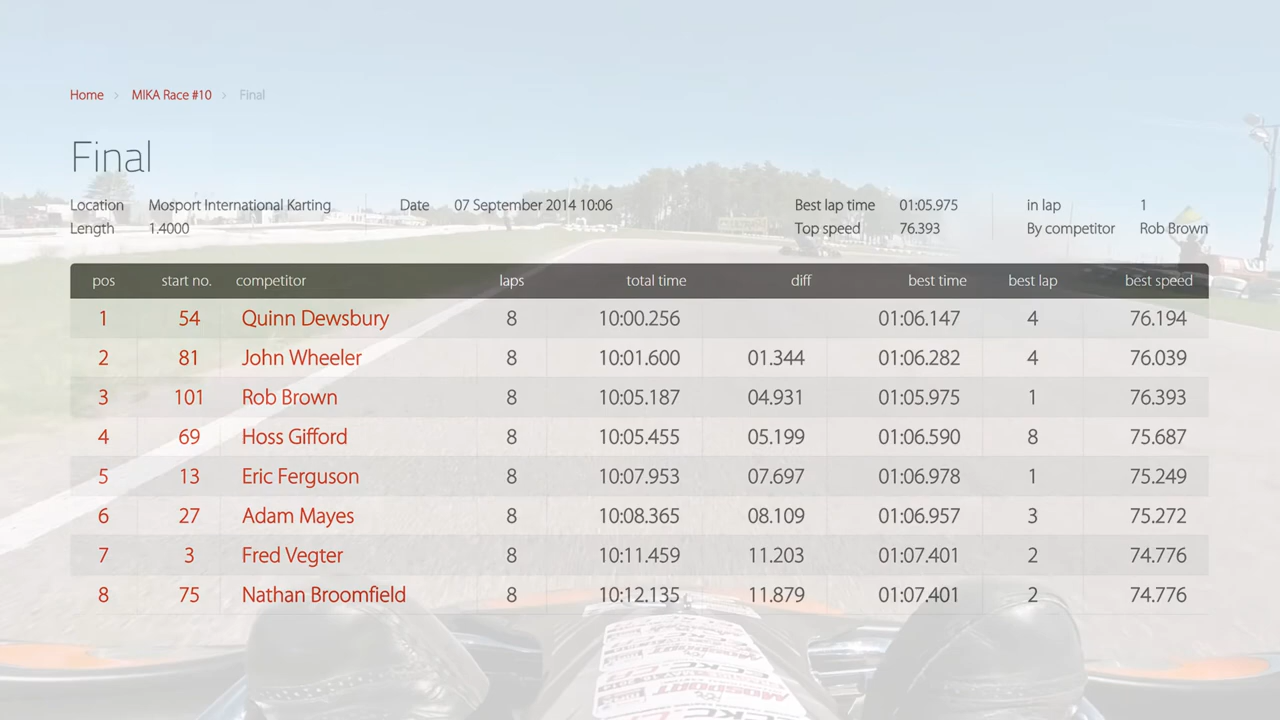 Home > MIKA Race #10 > Final
Final
Location Mosport International Karting Date 07 September 2014 10:06 Best lap time 01:05.975 in lap 1
Length 1.4000 Top speed 76.393 By competitor Rob Brown
pos start no. competitor laps total time diff best time best lap best speed
1 54 Quinn Dewsbury 8 10:00.256 01:06.147 4 76.194
2 81 John Wheeler 8 10:01.600 01.344 01:06.282 4 76.039
3 101 Rob Brown 8 10:05.187 04.931 01:05.975 1 76.393
4 69 Hoss Gifford 8 10:05.455 05.199 01:06.590 8 75.687
5 13 Eric Ferguson 8 10:07.953 07.697 01:06.978 1 75.249
6 27 Adam Mayes 8 10:08.365 08.109 01:06.957 3 75.272
7 3 Fred Vegter 8 10:11.459 11.203 01:07.401 2 74.776
8 75 Nathan Broomfield 8 10:12.135 11.879 01:07.401 2 74.776
MOSPORT